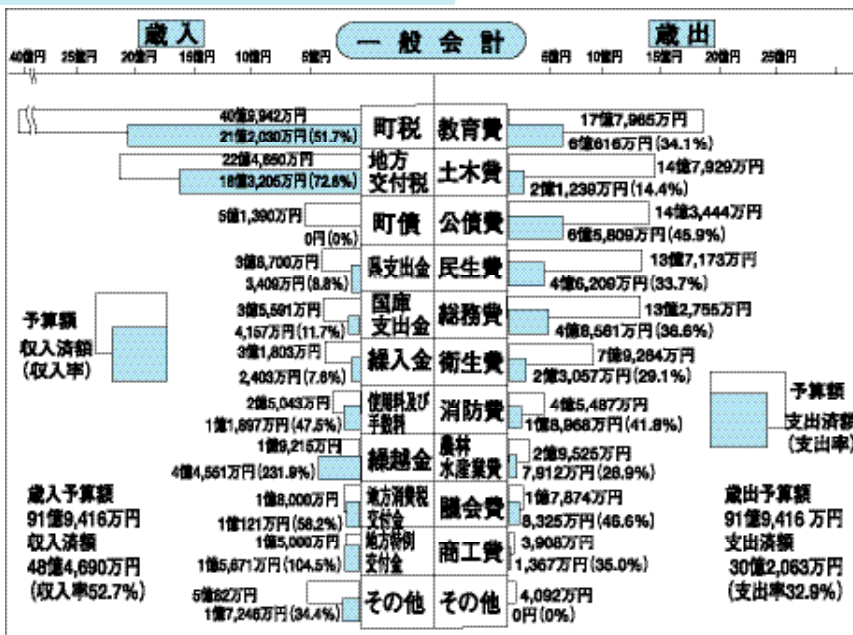 歳入
一般会計
歳出
40億円 25億円 20億円 15億円 10億円 5億円
5億円 10億円 15億円 20億円 25億円
40億9,942万円
21億2,030万円(51.7%)
町税
教育費
17億7,965万円
6億616万円(34.1%)
22億4,650万円
16億3,205万円(72.6%)
地方
交付税
土木費
14億7,929万円
2億1,239万円(14.4%)
5億1,390万円
0円(0%)
町債
公債費
14億3,444万円
6億5,809万円(45.9%)
3億8,700万円
3,409万円(8.8%)
県支出金
民生費
13億7,173万円
4億6,209万円(33.7%)
3億5,591万円
4,157万円(11.7%)
国庫
支出金
総務費
13億2,755万円
4億8,561万円(36.6%)
3億1,803万円
2,403万円(7.6%)
繰入金
衛生費
7億9,264万円
2億3,057万円(29.1%)
2億5,043万円
1億1,897万円(47.5%)
使用料及び
手数料
消防費
4億5,487万円
1億8,968万円(41.8%)
1億9,215万円
4億4,551万円(231.9%)
繰越金
農林
水産業費
2億9,525万円
7,912万円(26.9%)
1億8,000万円
1億121万円(56.2%)
地方消費税
交付金
議会費
1億7,874万円
8,325万円(46.6%)
1億5,000万円
1億5,671万円(104.5%)
地方特例
交付金
商工費
3,908万円
1,367万円(35.0%)
5億82万円
1億7,246万円(34.4%)
その他
その他
4,092万円
0円(0%)
予算額
収入済額
(収入率)
歳入予算額
91億9,416万円
収入済額
48億4,690万円
(収入率52.7%)
予算額
支出済額
(支出率)
歳出予算額
91億9,416万円
支出済額
30億2,063万円
(支出率32.9%)